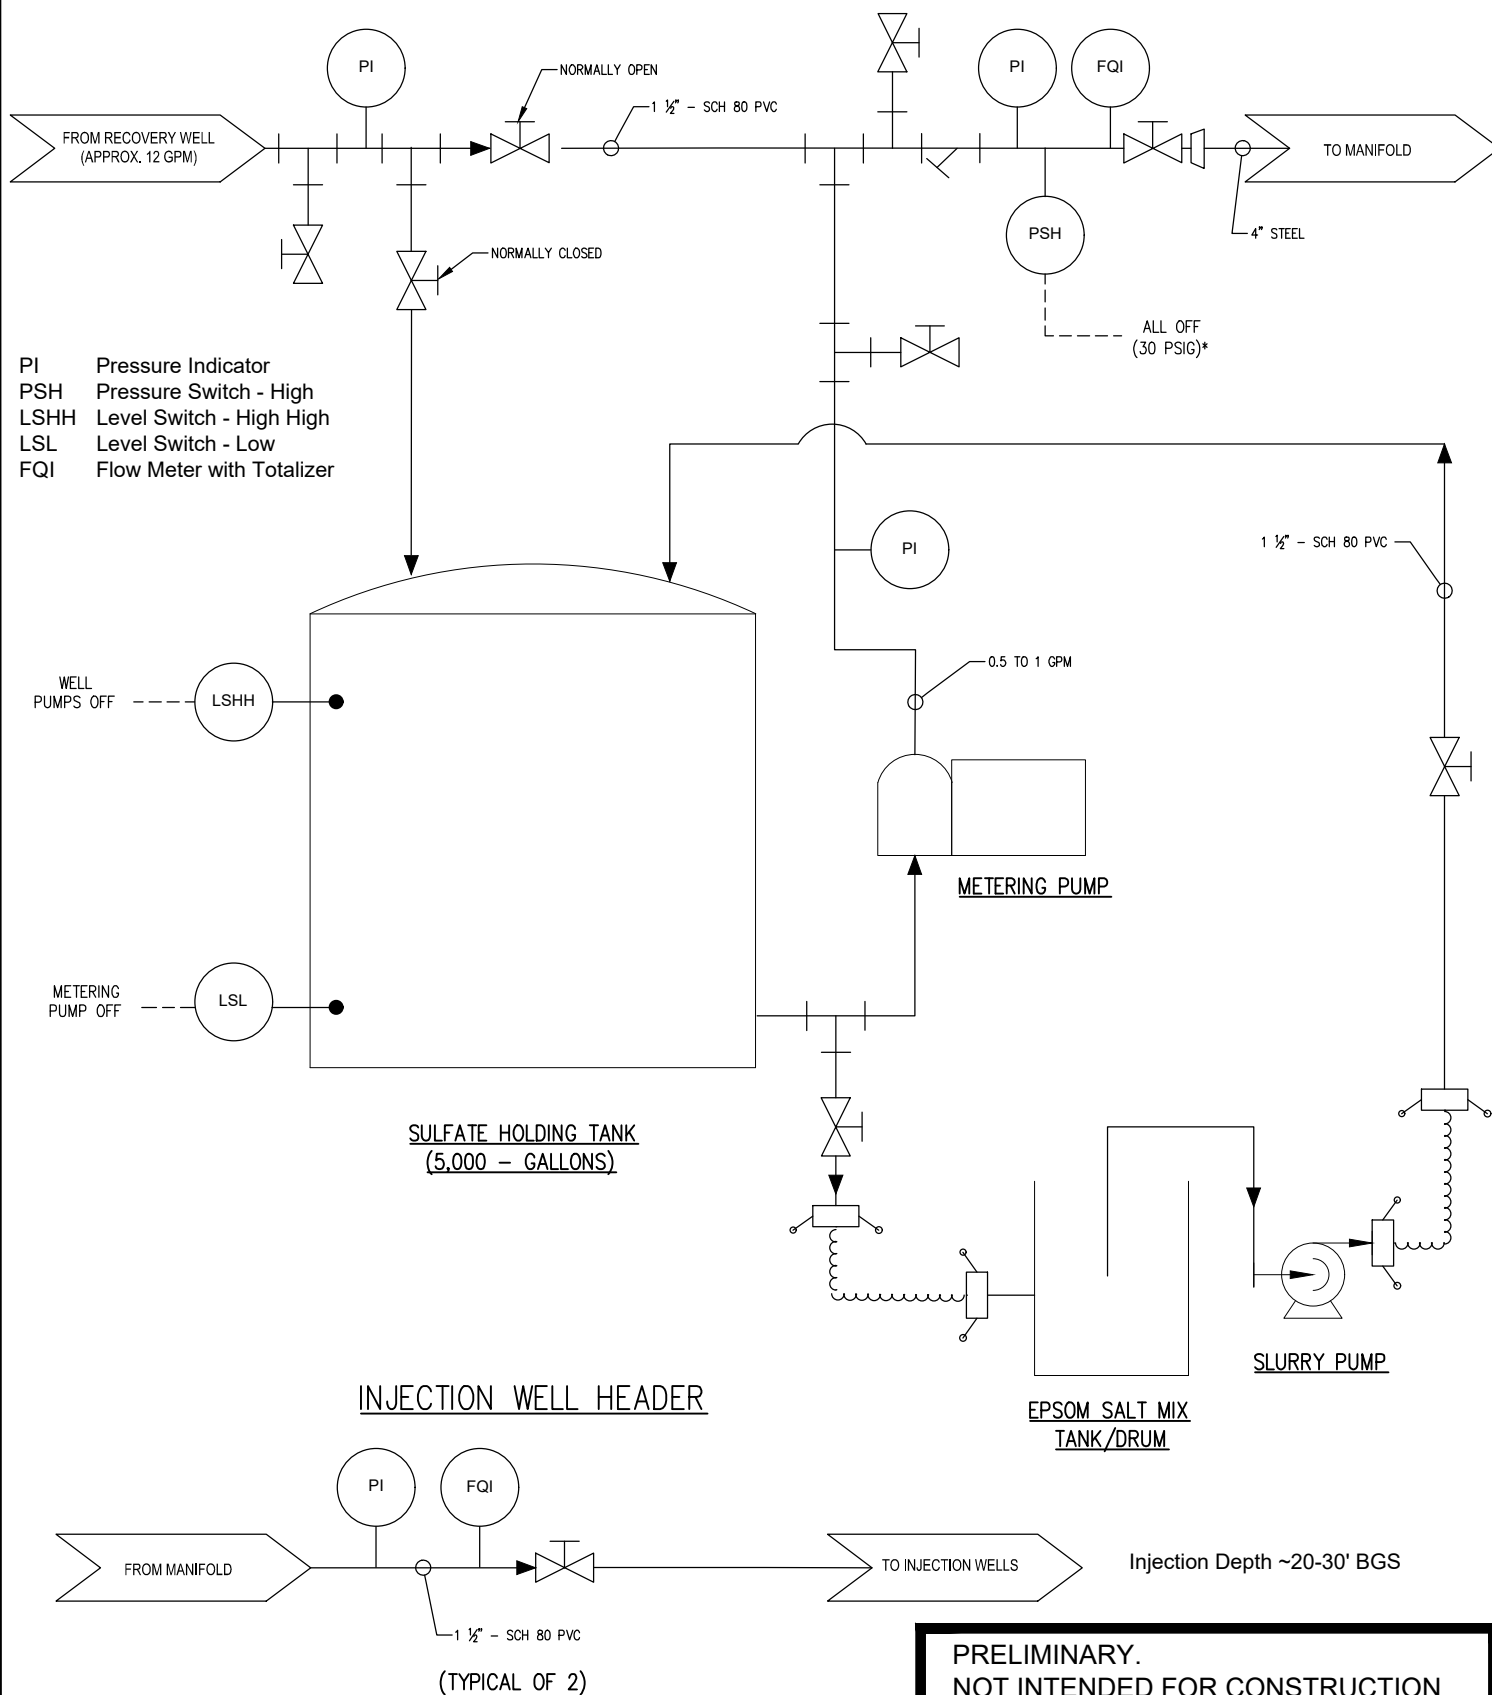 PI
NORMALLY OPEN
1 ½" - SCH 80 PVC
PI
FQI
FROM RECOVERY WELL
(APPROX. 12 GPM)
TO MANIFOLD
PSH
4" STEEL
NORMALLY CLOSED
ALL OFF
(30 PSIG)*
PI Pressure Indicator
PSH Pressure Switch - High
LSHH Level Switch - High High
LSL Level Switch - Low
FQI Flow Meter with Totalizer
PI
1 ½" - SCH 80 PVC
0.5 TO 1 GPM
WELL
PUMPS OFF
LSHH
METERING PUMP
METERING
PUMP OFF
LSL
SULFATE HOLDING TANK
(5,000 - GALLONS)
SLURRY PUMP
EPSOM SALT MIX
TANK/DRUM
INJECTION WELL HEADER
PI
FQI
FROM MANIFOLD
TO INJECTION WELLS
Injection Depth ~20-30' BGS
1 ½" - SCH 80 PVC
(TYPICAL OF 2)
PRELIMINARY.
NOT INTENDED FOR CONSTRUCTION